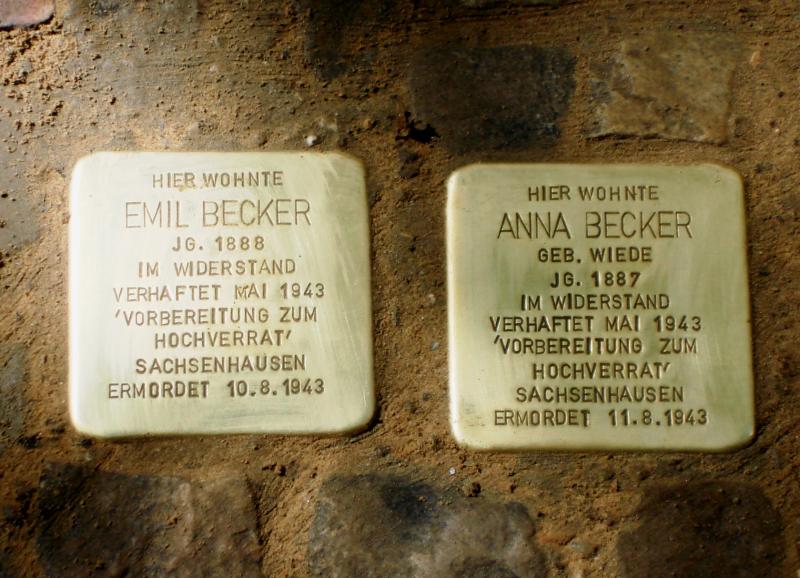 HIER WOHNTE
EMIL BECKER
JG. 1888
IM WIDERSTAND
VERHAFTET MAI 1943
'VORBEREITUNG ZUM
HOCHVERRAT'
SACHSENHAUSEN
ERMORDET 10.8.1943
HIER WOHNTE
ANNA BECKER
GEB. WIEDE
JG. 1887
IM WIDERSTAND
VERHAFTET MAI 1943
'VORBEREITUNG ZUM
HOCHVERRAT'
SACHSENHAUSEN
ERMORDET 11.8.1943